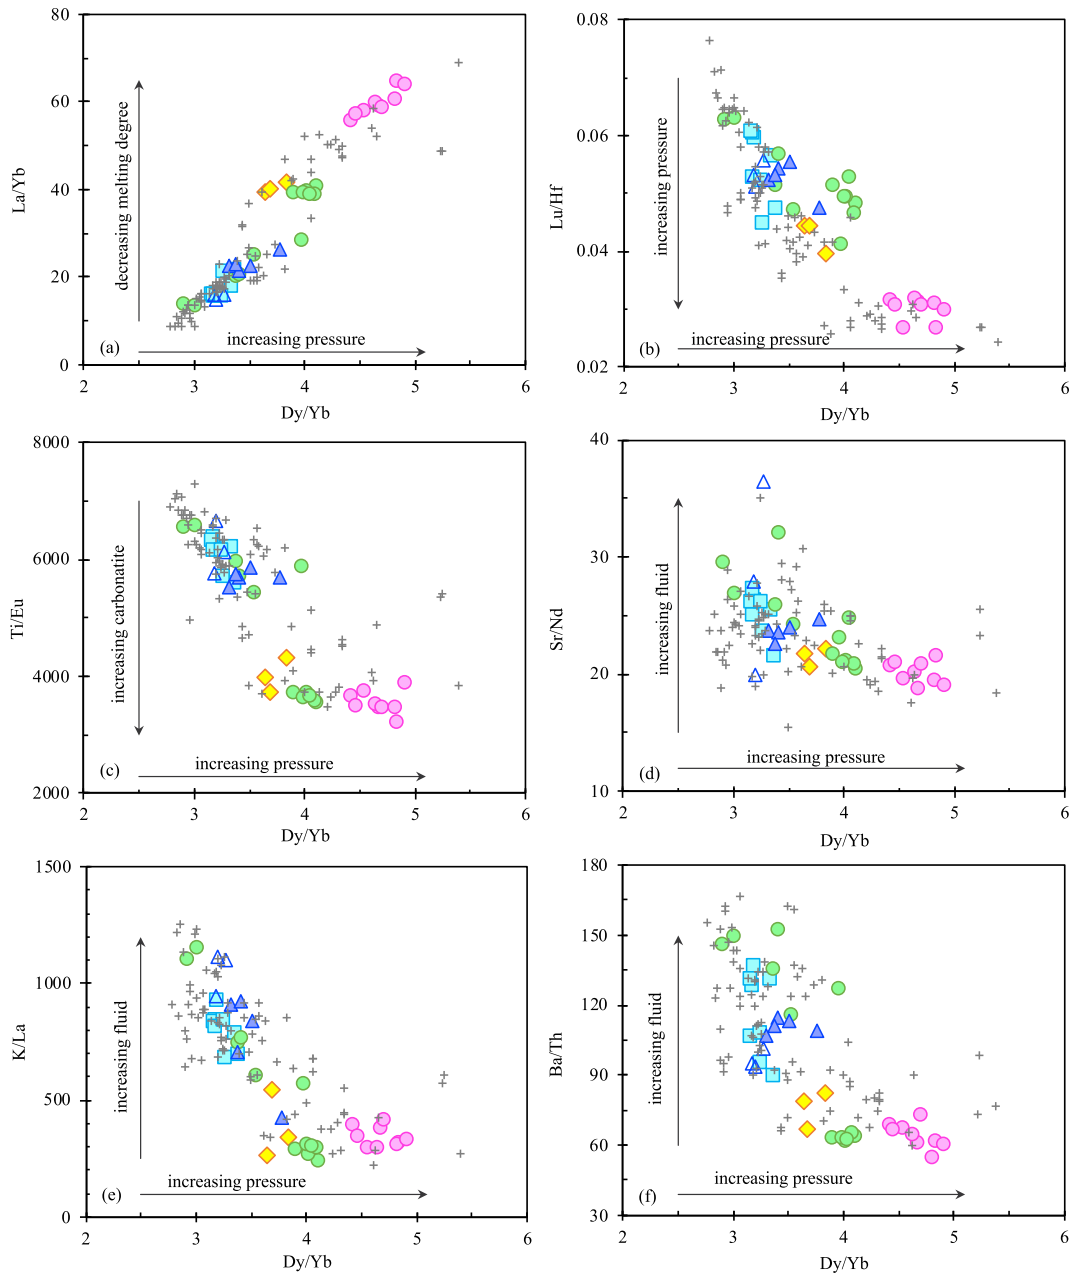 80
60
40
20
0
La/Yb
decreasing melting degree
(a)
increasing pressure
2
3
4
5
6
Dy/Yb
0.08
0.06
0.04
0.02
Lu/Hf
increasing pressure
(b)
increasing pressure
2
3
4
5
6
Dy/Yb
8000
6000
4000
2000
Ti/Eu
increasing carbonatite
(c)
increasing pressure
2
3
4
5
6
Dy/Yb
40
30
20
10
Sr/Nd
increasing fluid
(d)
increasing pressure
2
3
4
5
6
Dy/Yb
1500
1000
500
0
K/La
increasing fluid
(e)
increasing pressure
2
3
4
5
6
Dy/Yb
180
150
120
90
60
30
Ba/Th
increasing fluid
(f)
increasing pressure
2
3
4
5
6
Dy/Yb